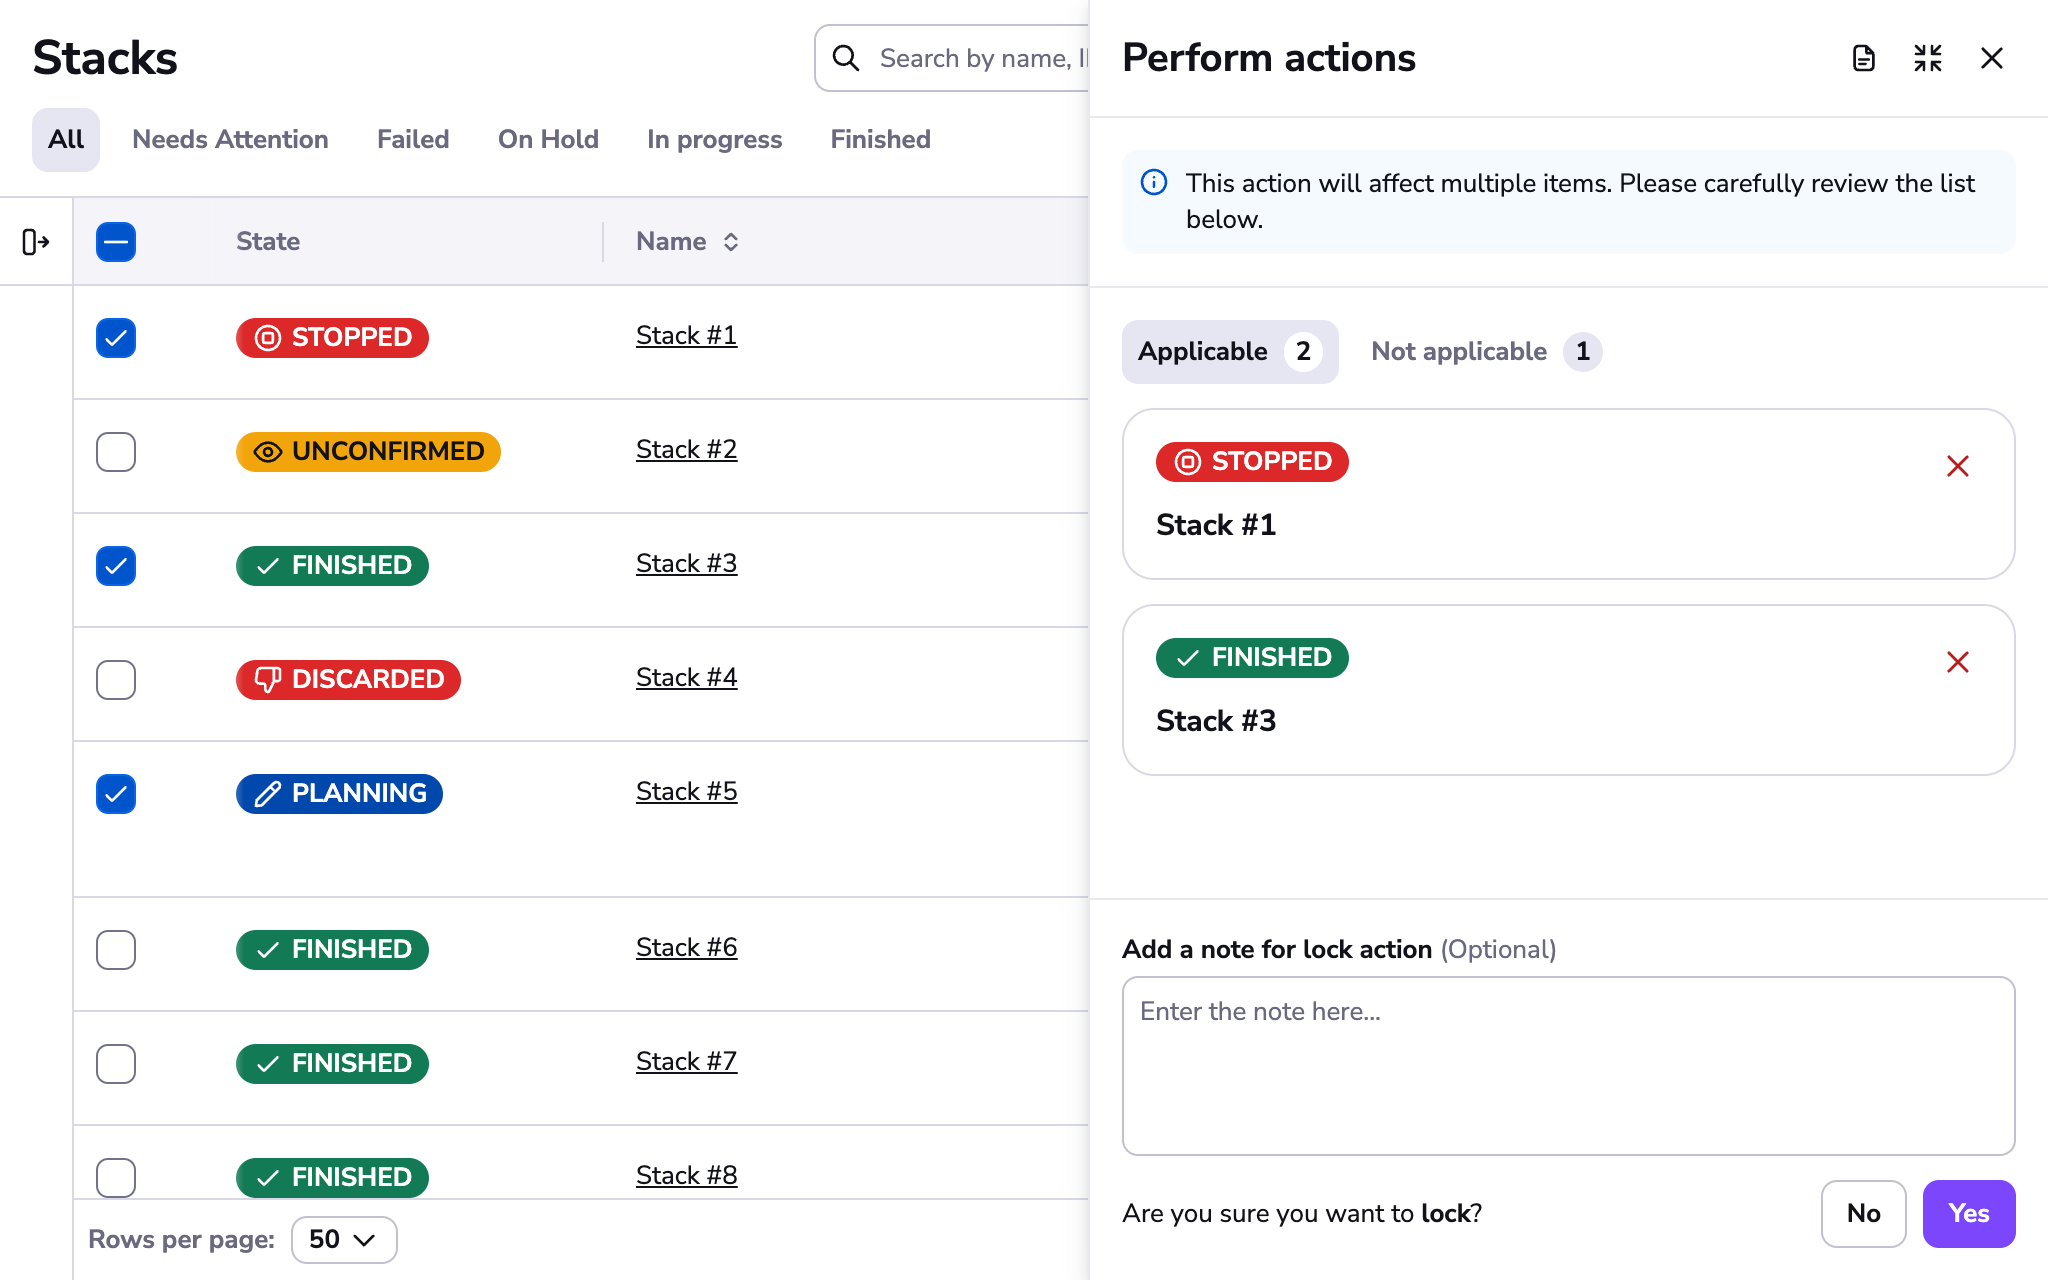 Stacks
Search by name, I
All
Needs Attention
Failed
On Hold
In progress
Finished
State
Name
STOPPED
Stack #1
UNCONFIRMED
Stack #2
FINISHED
Stack #3
DISCARDED
Stack #4
PLANNING
Stack #5
FINISHED
Stack #6
FINISHED
Stack #7
FINISHED
Stack #8
Rows per page:
50
Perform actions
This action will affect multiple items. Please carefully review the list
below.
Applicable 2
Not applicable 1
STOPPED
Stack #1
FINISHED
Stack #3
Add a note for lock action (Optional)
Enter the note here...
Are you sure you want to lock?
No
Yes